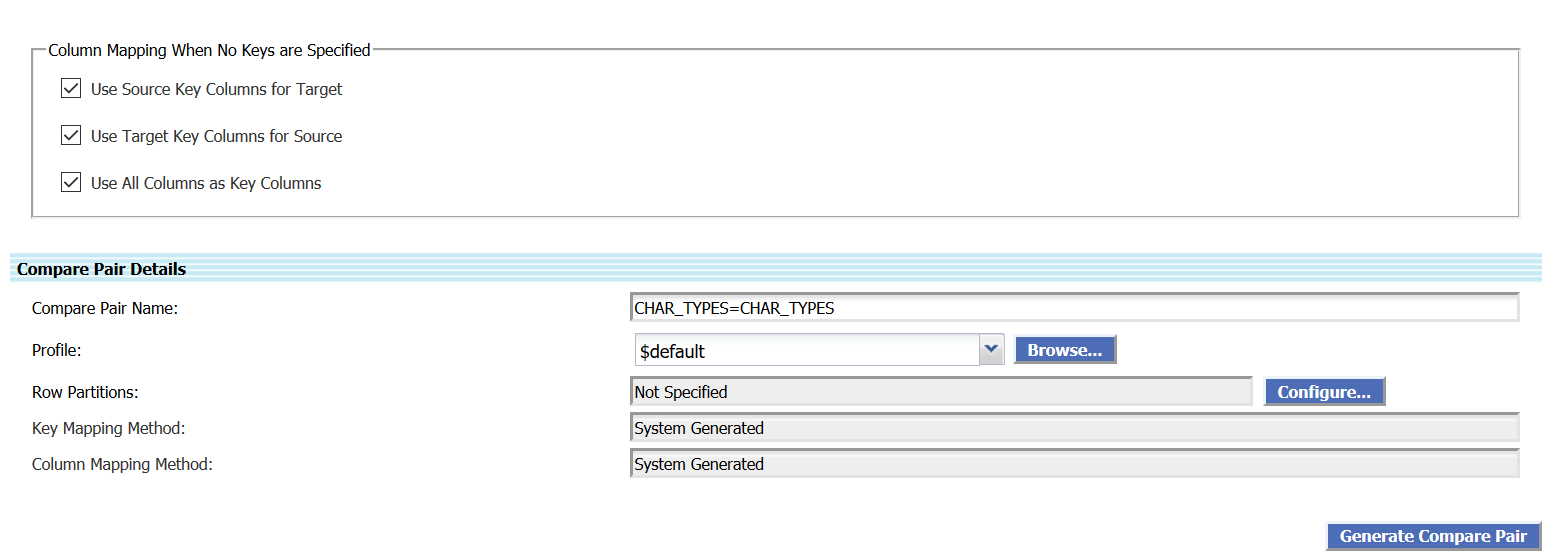 Column Mapping When No Keys are Specified
Use Source Key Columns for Target
Use Target Key Columns for Source
Use All Columns as Key Columns
Compare Pair Details
Compare Pair Name: CHAR_TYPES=CHAR_TYPES
Profile: $default Browse...
Row Partitions: Not Specified Configure...
Key Mapping Method: System Generated
Column Mapping Method: System Generated
Generate Compare Pair